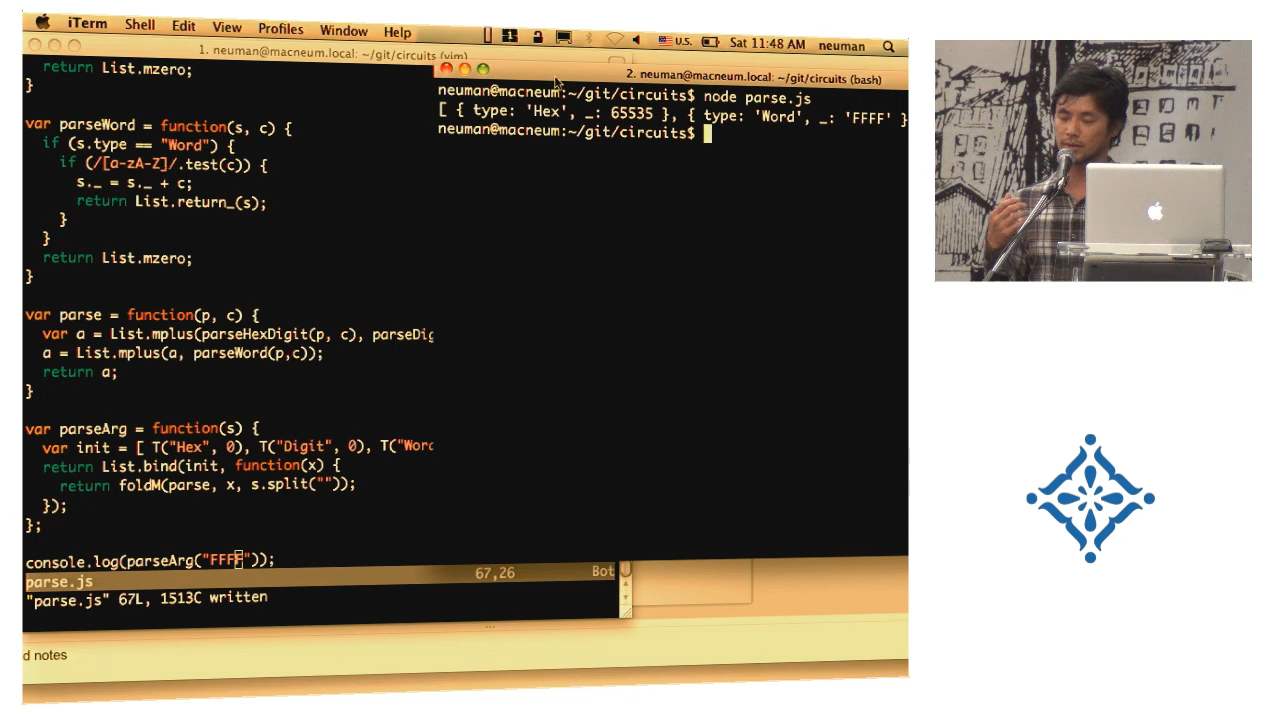 iTerm Shell Edit View Profiles Window Help U.S. Sat 11:48 AM neuman
1. neuman@macneum.local: ~/git/circuits (vim)
return List.mzero;
}
var parseWord = function(s, c) {
if (s.type == "Word") {
if (/[a-zA-Z]/.test(c)) {
s._ = s._ + c;
return List.return_(s);
}
}
return List.mzero;
}
var parse = function(p, c) {
var a = List.mplus(parseHexDigit(p, c), parseDig
a = List.mplus(a, parseWord(p,c));
return a;
}
var parseArg = function(s) {
var init = [ T("Hex", 0), T("Digit", 0), T("Word
return List.bind(init, function(x) {
return foldM(parse, x, s.split(""));
});
};
console.log(parseArg("FFFF"));
parse.js 67,26 Bot
"parse.js" 67L, 1513C written
2. neuman@macneum.local: ~/git/circuits (bash)
neuman@macneum:~/git/circuits$ node parse.js
[ { type: 'Hex', _: 65535 }, { type: 'Word', _: 'FFFF' }
neuman@macneum:~/git/circuits$
d notes